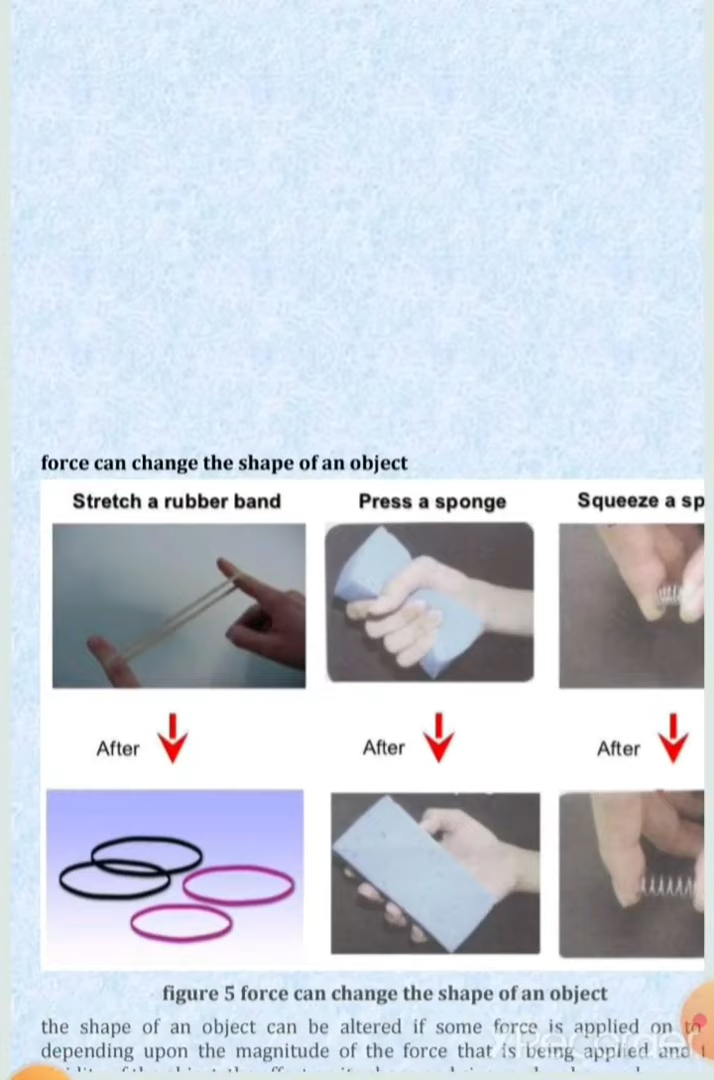 force can change the shape of an object
Stretch a rubber band Press a sponge Squeeze a sp
After After After
figure 5 force can change the shape of an object
the shape of an object can be altered if some force is applied on to
depending upon the magnitude of the force that is being applied and
XRecorder